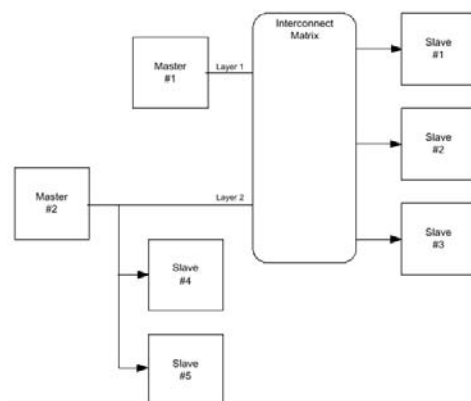 Interconnect
Matrix
Slave
#1
Master
#1
Layer 1
Slave
#2
Master
#2
Layer 2
Slave
#3
Slave
#4
Slave
#5